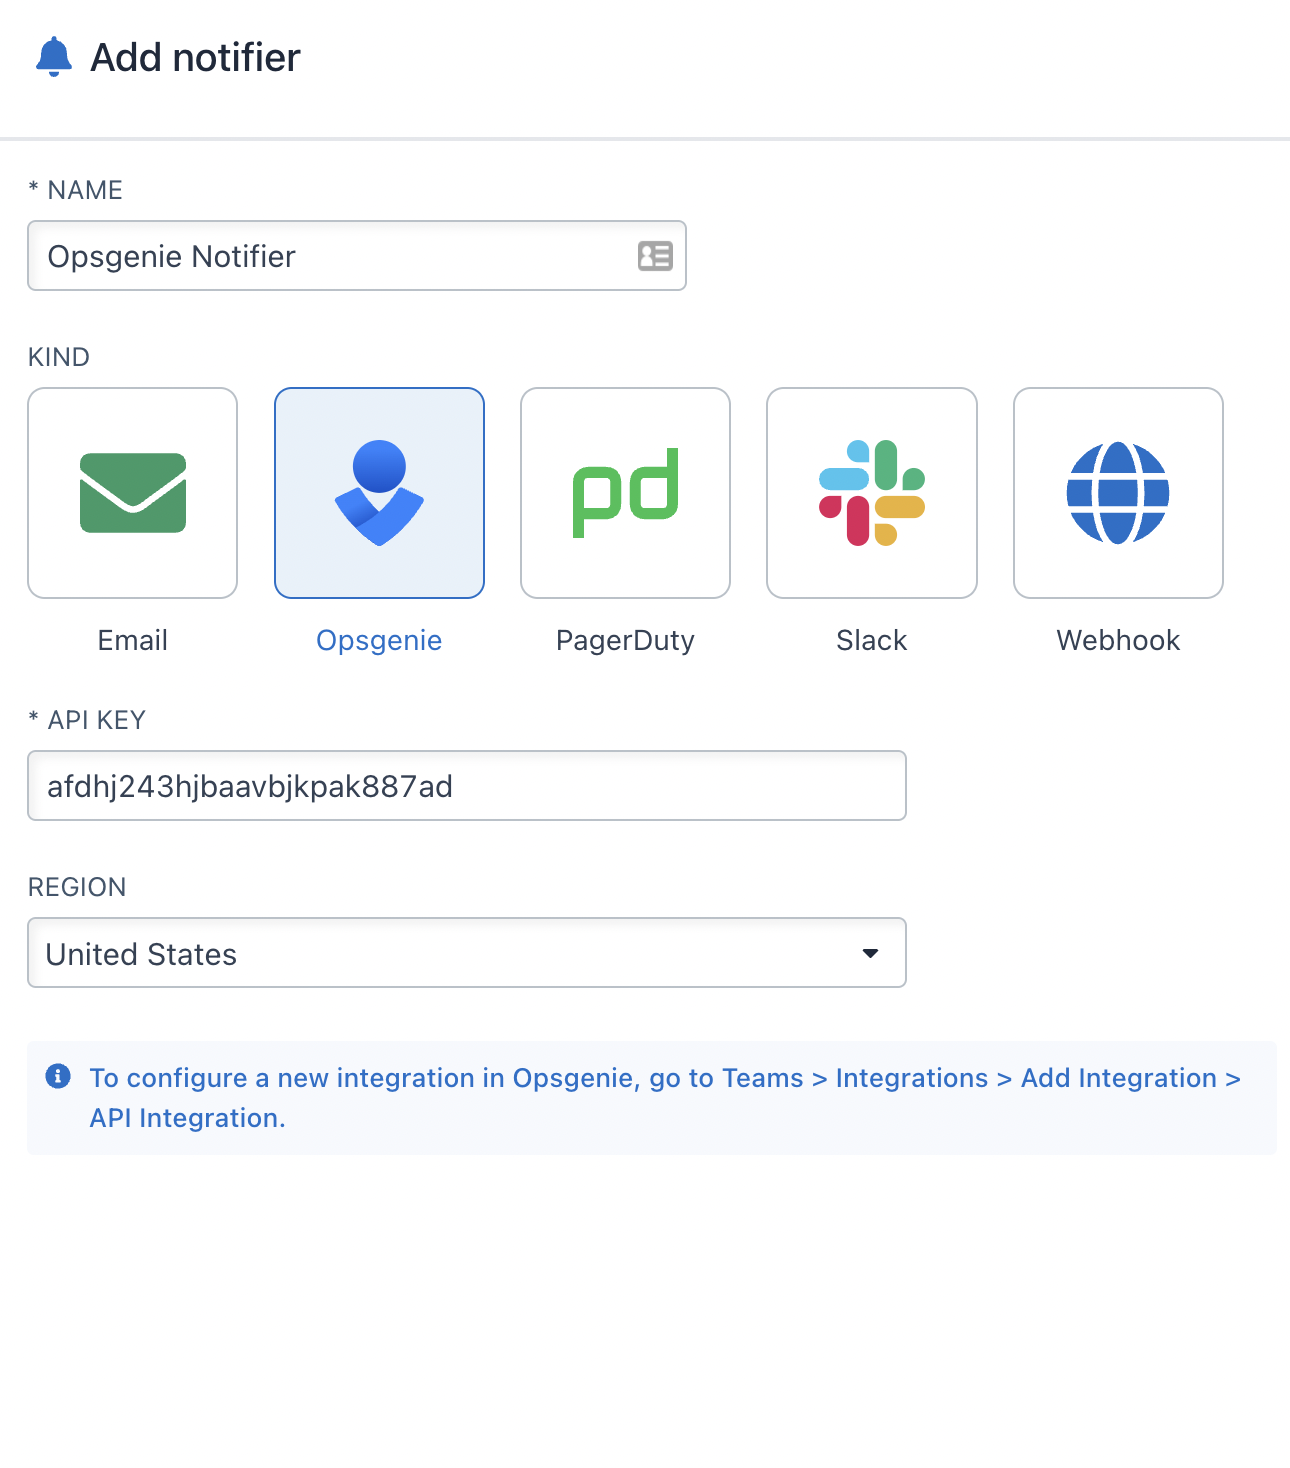 Add notifier
* NAME
Opsgenie Notifier
KIND
pd
Email Opsgenie PagerDuty Slack Webhook
* API KEY
afdhj243hjbaavbjkpak887ad
REGION
United States
To configure a new integration in Opsgenie, go to Teams > Integrations > Add Integration >
API Integration.